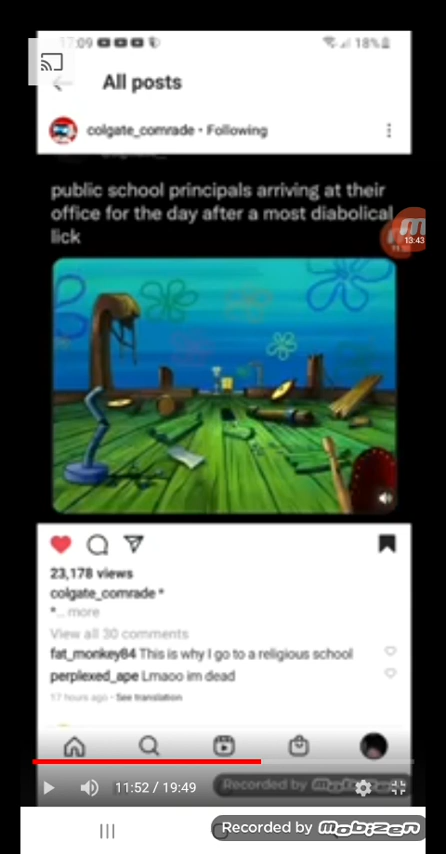 17:09
18%
All posts
colgate_comrade • Following
public school principals arriving at their
office for the day after a most diabolical
lick
13:43
23,178 views
colgate_comrade *
*... more
View all 30 comments
fat_monkey84 This is why I go to a religious school
perplexed_ape Lmaoo im dead
17 hours ago • See translation
11:52 / 19:49
Recorded by Mobizen
Recorded by Mobizen